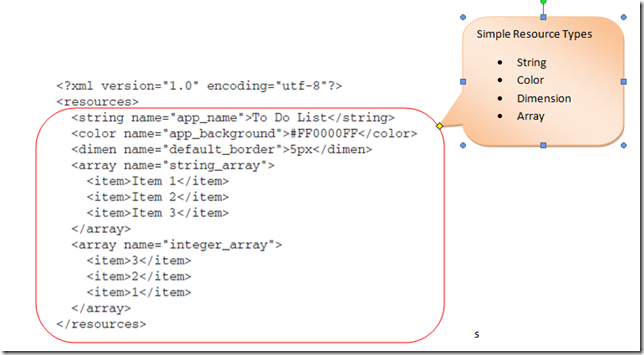 <?xml version="1.0" encoding="utf-8"?>
<resources>
  <string name="app_name">To Do List</string>
  <color name="app_background">#FF0000FF</color>
  <dimen name="default_border">5px</dimen>
  <array name="string_array">
    <item>Item 1</item>
    <item>Item 2</item>
    <item>Item 3</item>
  </array>
  <array name="integer_array">
    <item>3</item>
    <item>2</item>
    <item>1</item>
  </array>
</resources>
Simple Resource Types
• String
• Color
• Dimension
• Array
s